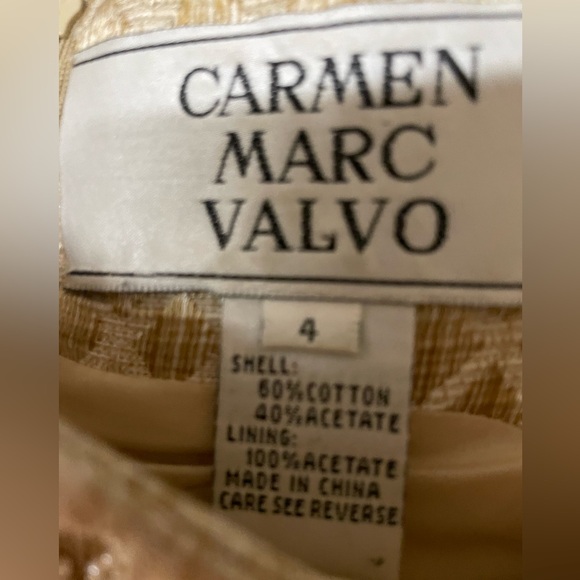 CARMEN
MARC
VALVO
4
SHELL:
60%COTTON
40%ACETATE
LINING:
100%ACETATE
MADE IN CHINA
CARE SEE REVERSE